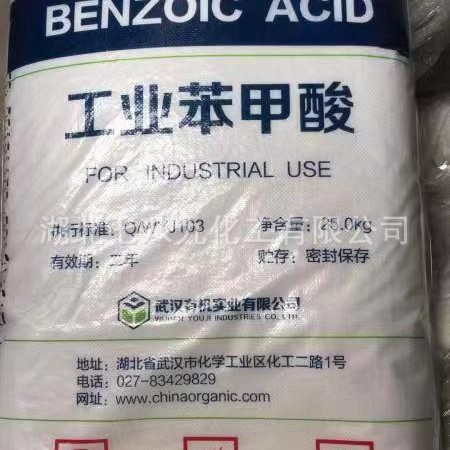 BENZOIC ACID
工业苯甲酸
FOR INDUSTRIAL USE
执行标准: 净含量: 25.0kg
有效期: 二年 贮存: 密封保存
武汉有机实业有限公司
WUHAN YOUJI INDUSTRIES CO., LTD.
地址: 湖北省武汉市化学工业区化工二路1号
电话: 027-83429829
网址: www.chinaorganic.com